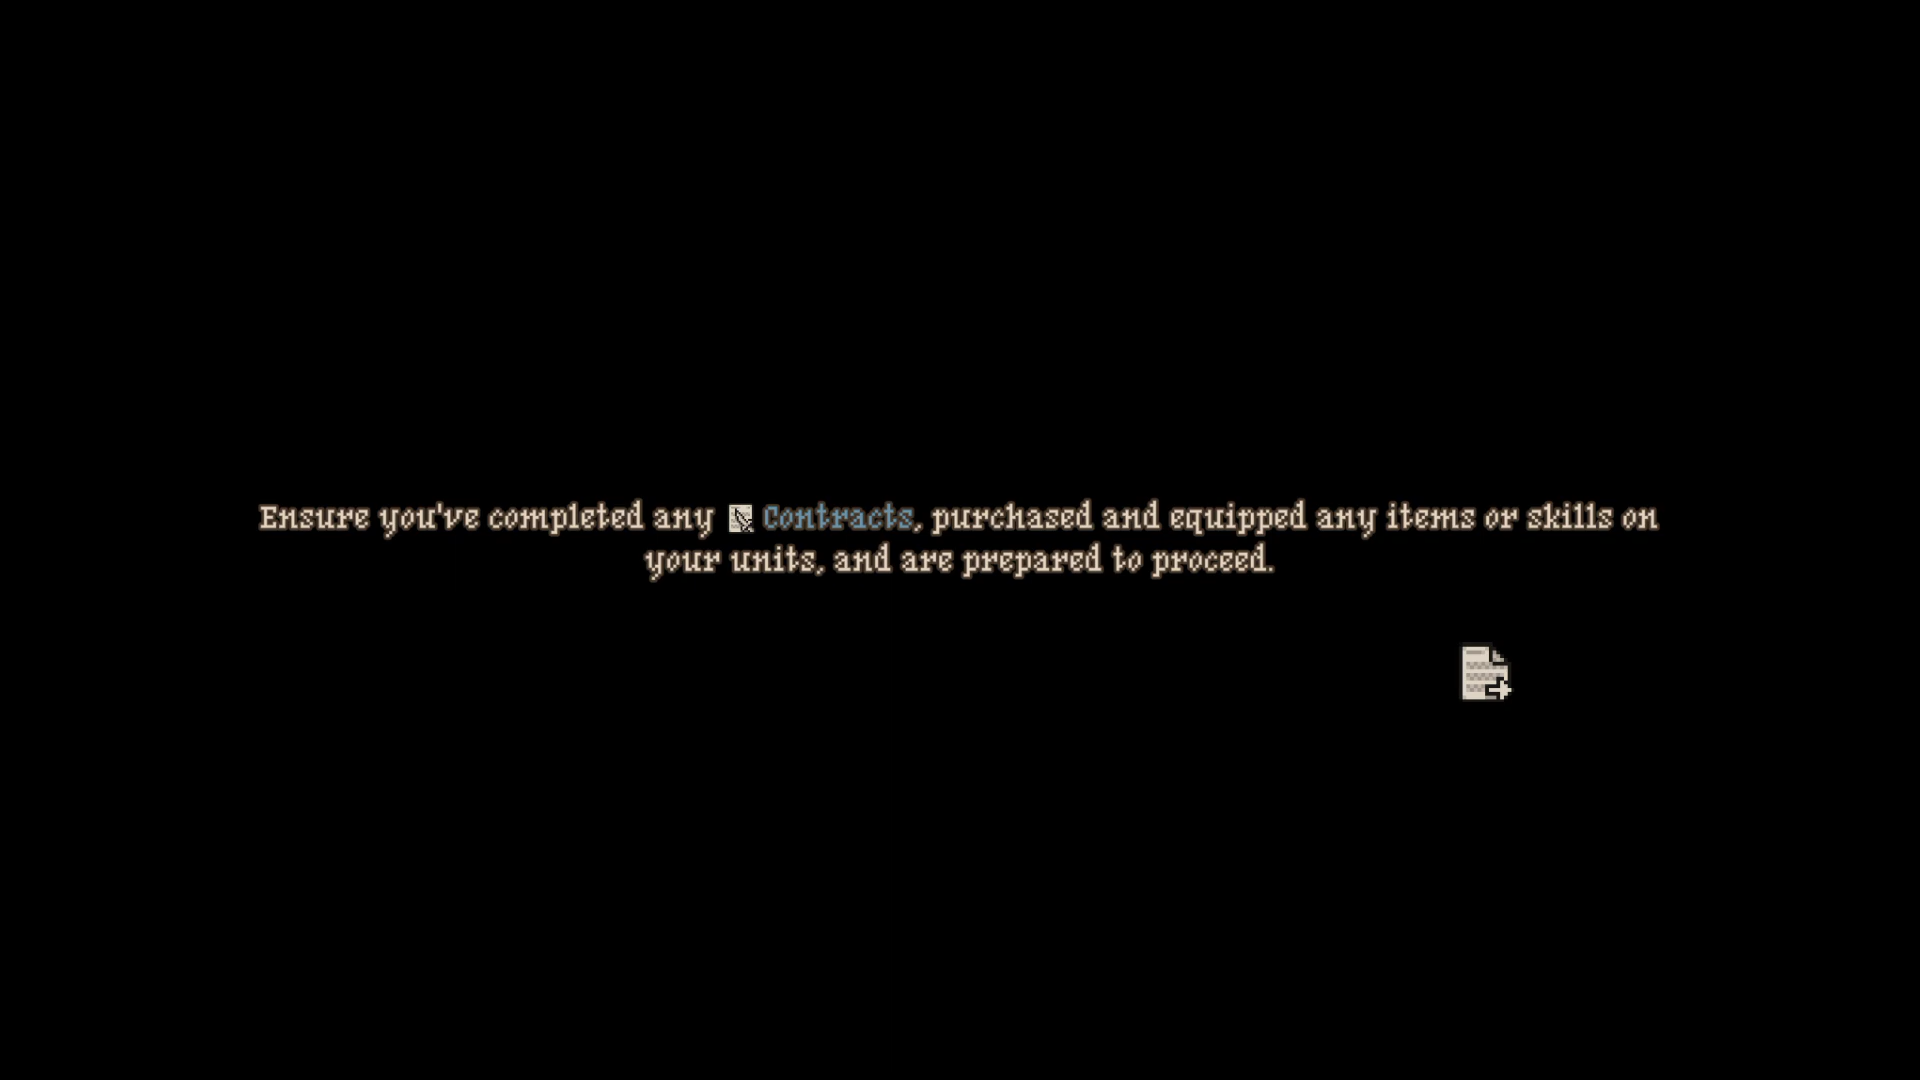 Ensure you've completed any Contracts, purchased and equipped any items or skills on
your units, and are prepared to proceed.